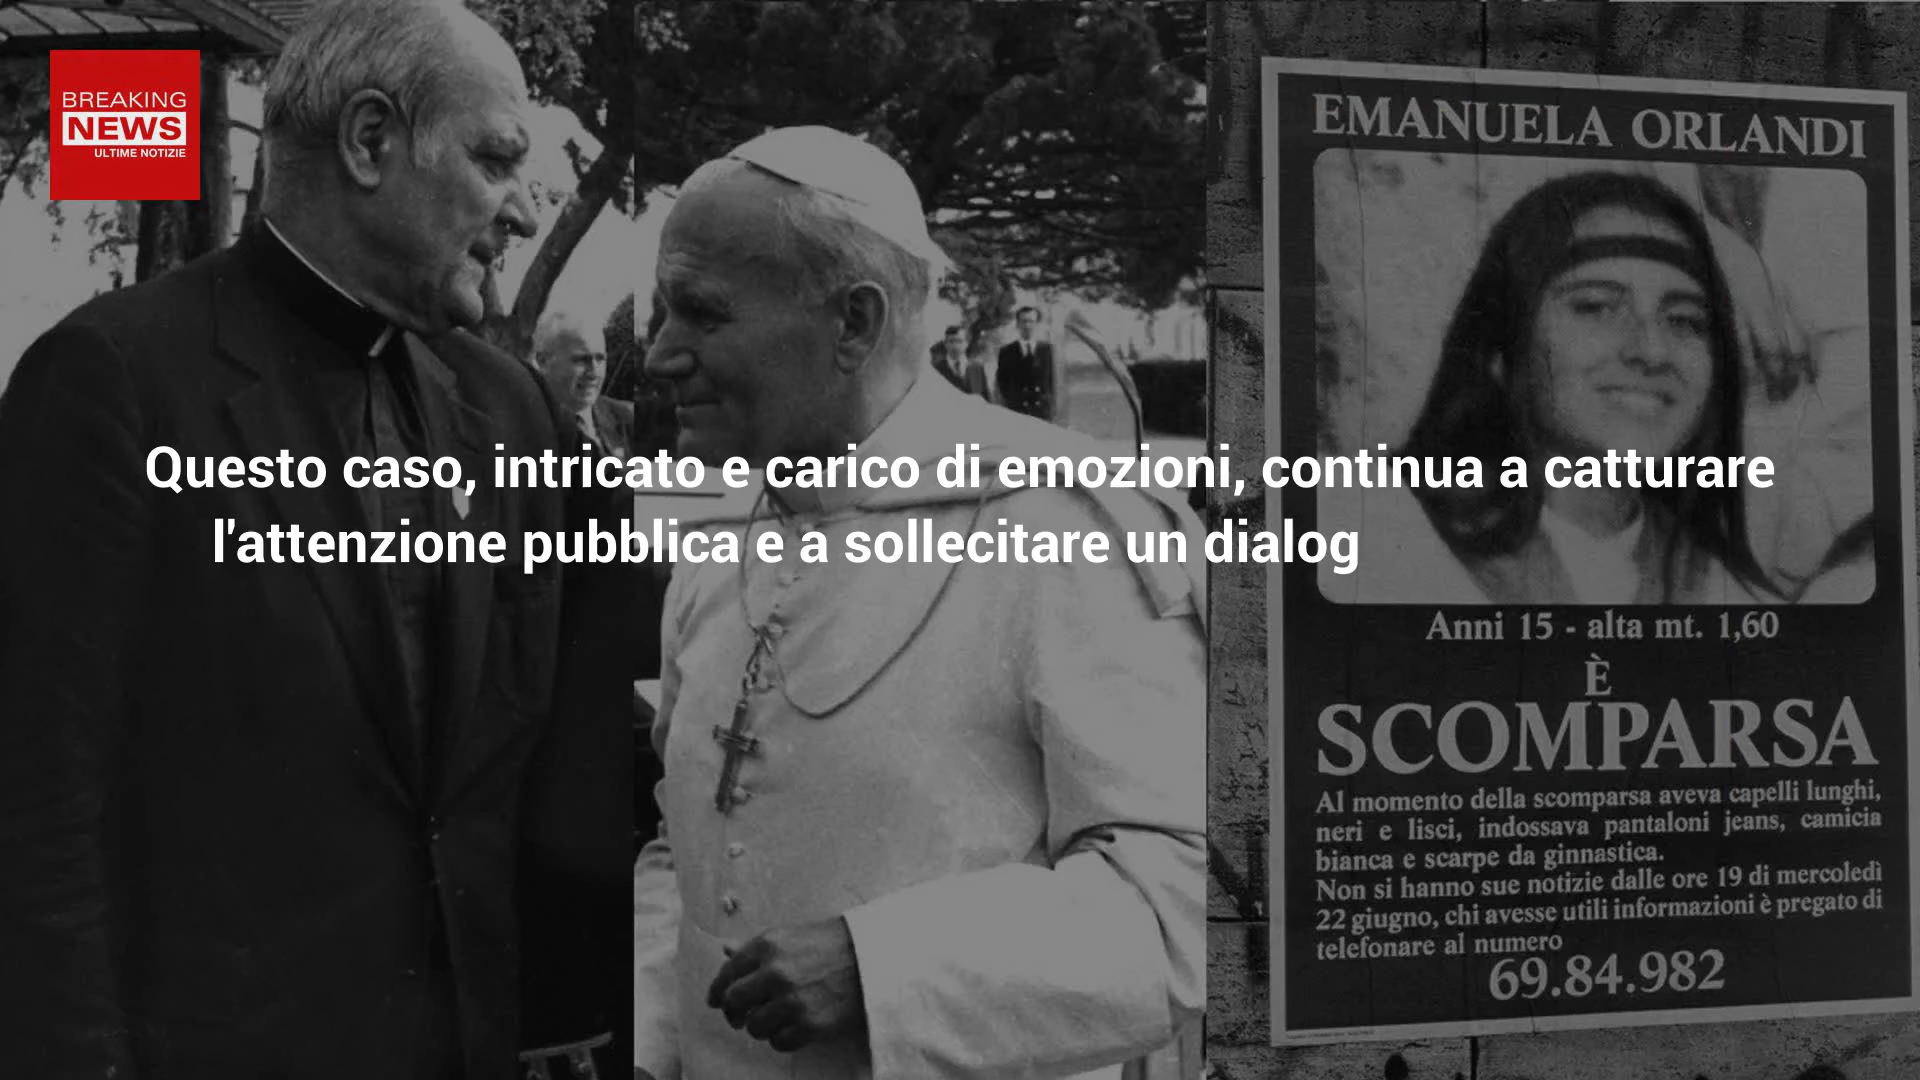 BREAKING
NEWS
ULTIME NOTIZIE
EMANUELA ORLANDI
Questo caso, intricato e carico di emozioni, continua a catturare
l'attenzione pubblica e a sollecitare un dialog
Anni 15 - alta mt. 1,60
È
SCOMPARSA
Al momento della scomparsa aveva capelli lunghi,
neri e lisci, indossava pantaloni jeans, camicia
bianca e scarpe da ginnastica.
Non si hanno sue notizie dalle ore 19 di mercoledì
22 giugno, chi avesse utili informazioni è pregato di
telefonare al numero
69.84.982